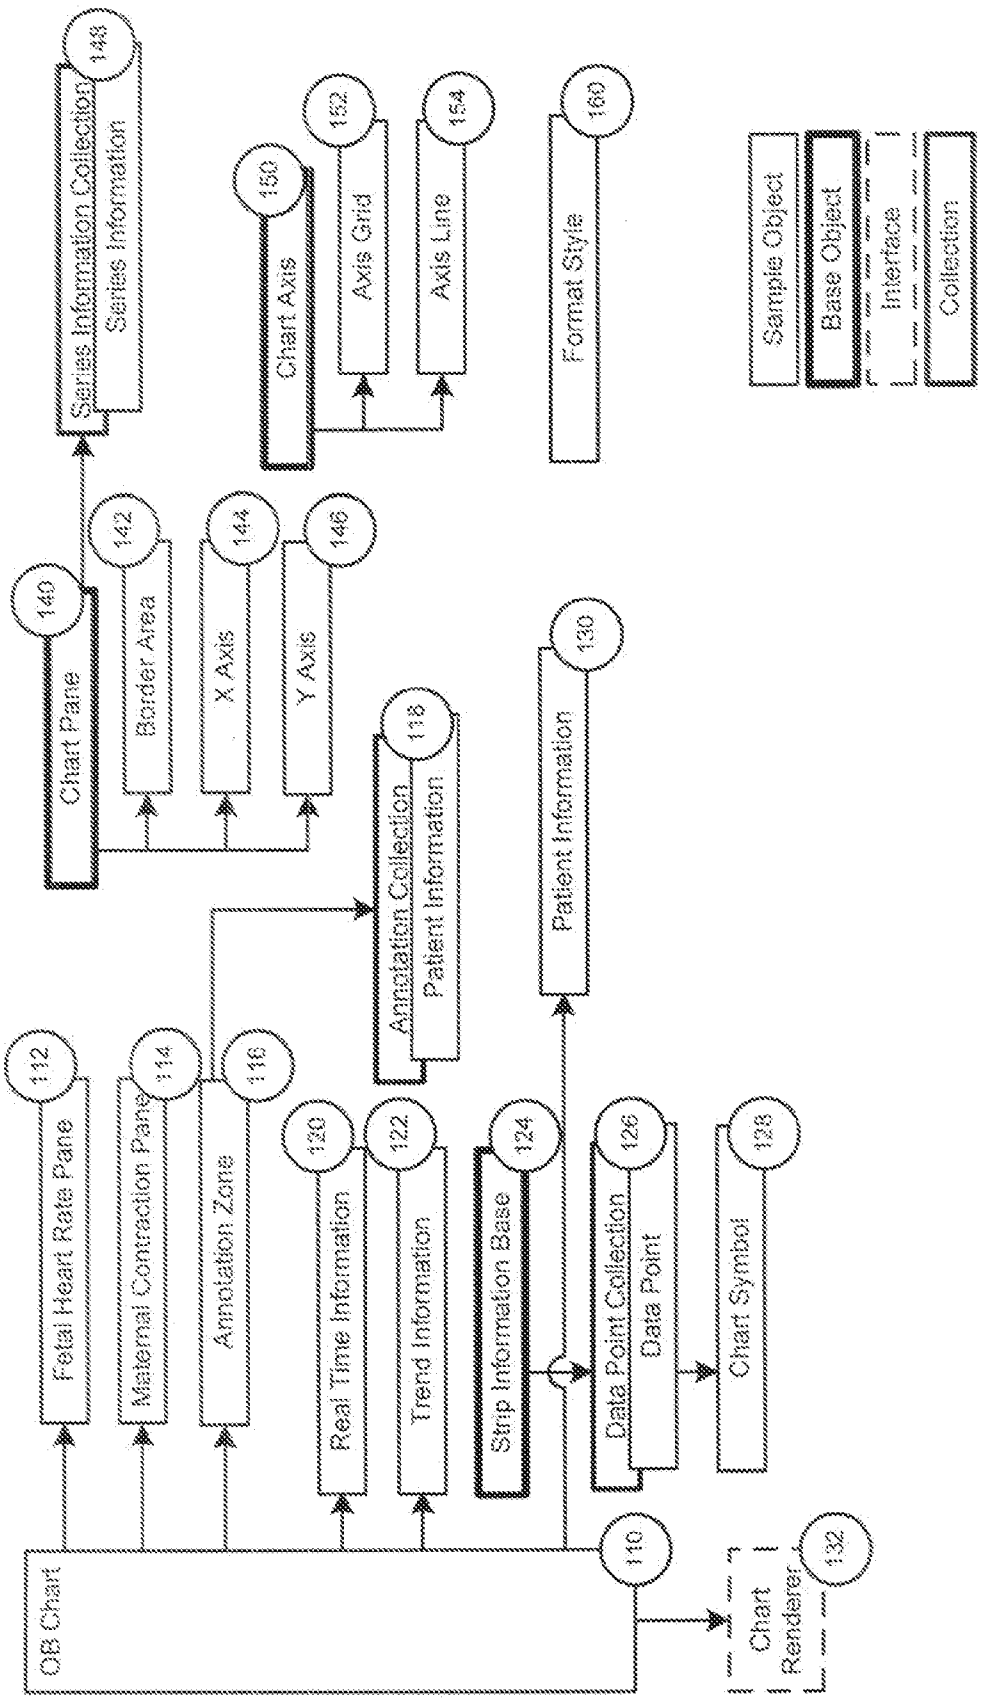 OB Chart
110
Chart
Renderer
132
Fetal Heart Rate Pane
112
Maternal Contraction Pane
114
Annotation Zone
116
Real Time Information
120
Trend Information
122
Strip Information Base
124
Data Point Collection
Data Point
126
Chart Symbol
128
Annotation Collection
Patient Information
118
Patient Information
130
Chart Pane
140
Border Area
142
X Axis
144
Y Axis
146
Series Information Collection
Series Information
148
Chart Axis
150
Axis Grid
152
Axis Line
154
Format Style
160
Sample Object
Base Object
Interface
Collection